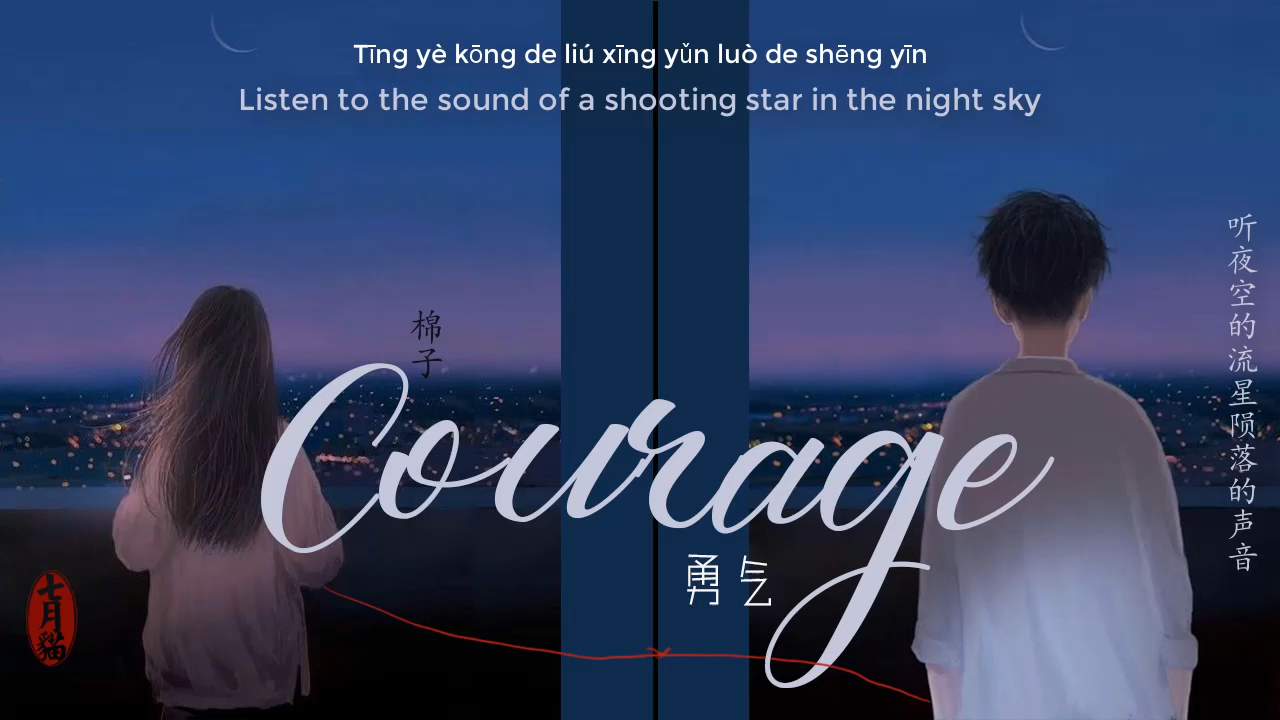 Tīng yè kōng de liú xīng yǔn luò de shēng yīn
Listen to the sound of a shooting star in the night sky
听夜空的流星陨落的声音
棉子
Courage
勇气
七月貓